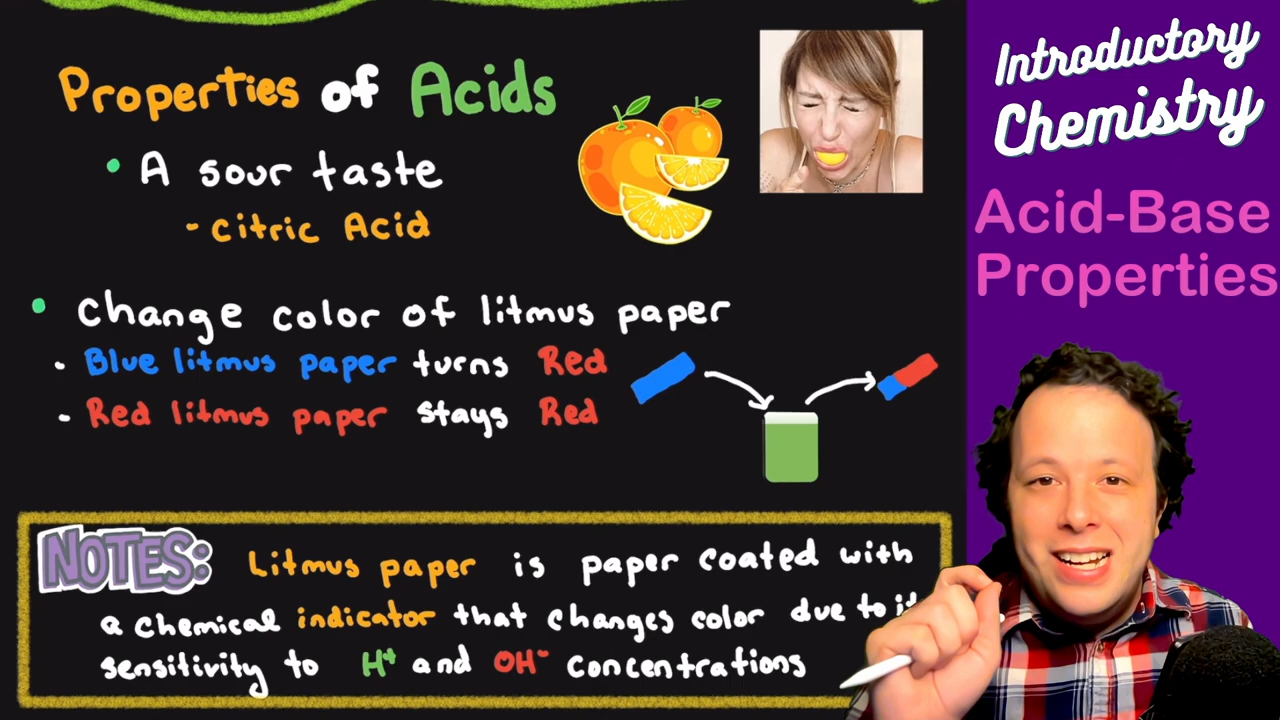 Properties of Acids
• A sour taste
- citric Acid
• Change color of litmus paper
- Blue litmus paper turns Red
- Red litmus paper stays Red
NOTES: Litmus paper is paper coated with
a chemical indicator that changes color due to
sensitivity to H+ and OH- concentrations
Introductory
Chemistry
Acid-Base
Properties